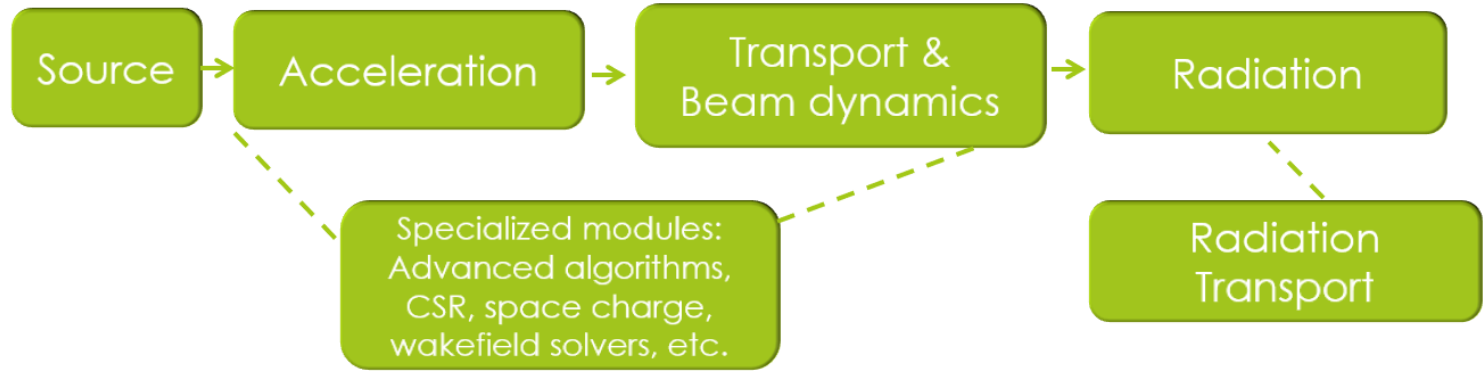 Source
Acceleration
Transport &
Beam dynamics
Radiation
Specialized modules:
Advanced algorithms,
CSR, space charge,
wakefield solvers, etc.
Radiation
Transport